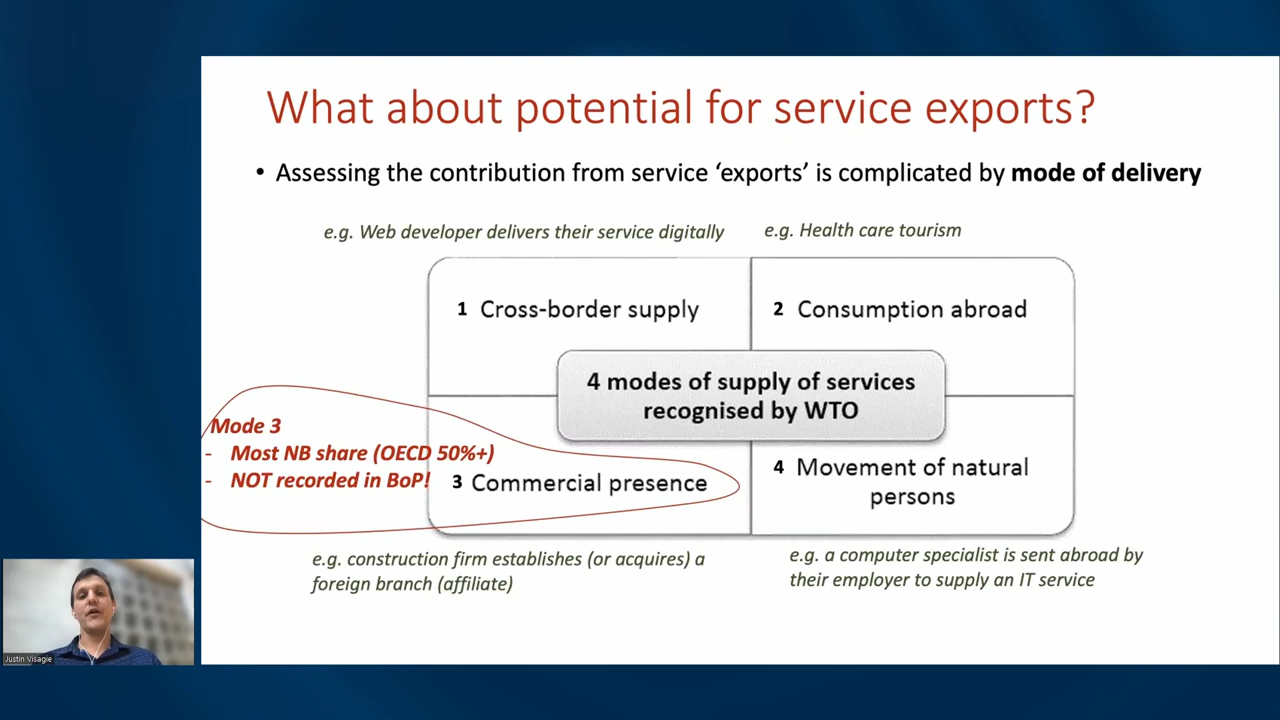 What about potential for service exports?
• Assessing the contribution from service ‘exports’ is complicated by mode of delivery
e.g. Web developer delivers their service digitally
e.g. Health care tourism
1 Cross-border supply
2 Consumption abroad
4 modes of supply of services
recognised by WTO
Mode 3
- Most NB share (OECD 50%+)
- NOT recorded in BoP!
3 Commercial presence
4 Movement of natural
persons
e.g. construction firm establishes (or acquires) a
foreign branch (affiliate)
e.g. a computer specialist is sent abroad by
their employer to supply an IT service
Justin Visagie